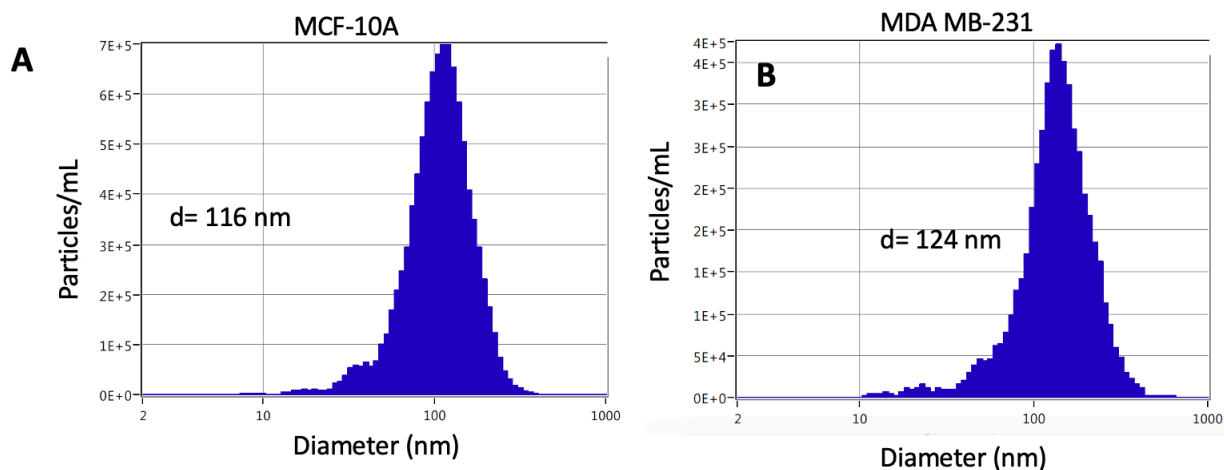 MCF-10A
A
7E+5
6E+5
5E+5
4E+5
3E+5
2E+5
1E+5
0E+0
Particles/mL
d= 116 nm
2 10 100 1000
Diameter (nm)
MDA MB-231
B
4E+5
4E+5
3E+5
3E+5
2E+5
2E+5
1E+5
1E+5
5E+4
0E+0
Particles/mL
d= 124 nm
2 10 100 1000
Diameter (nm)